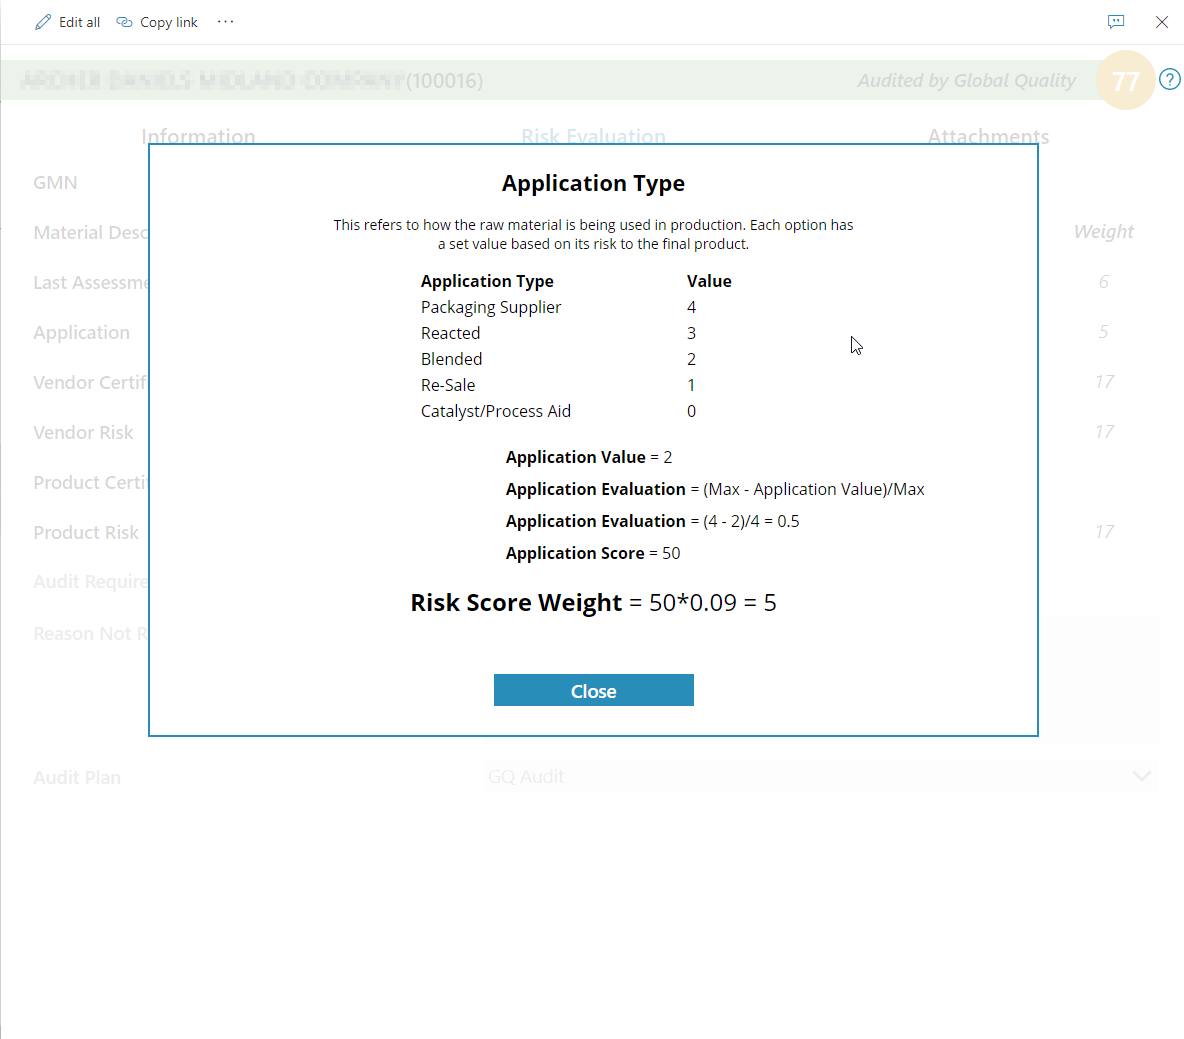 Edit all Copy link ...
(100016) Audited by Global Quality 77 ?
Information Risk Evaluation Attachments
GMN
Material Desc Weight
Last Assessme 6
Application 5
Vendor Certif 17
Vendor Risk 17
Product Certi
Product Risk 17
Audit Require
Reason Not R
Application Type
This refers to how the raw material is being used in production. Each option has
a set value based on its risk to the final product.
Application Type Value
Packaging Supplier 4
Reacted 3
Blended 2
Re-Sale 1
Catalyst/Process Aid 0
Application Value = 2
Application Evaluation = (Max - Application Value)/Max
Application Evaluation = (4 - 2)/4 = 0.5
Application Score = 50
Risk Score Weight = 50*0.09 = 5
Close
Audit Plan GQ Audit